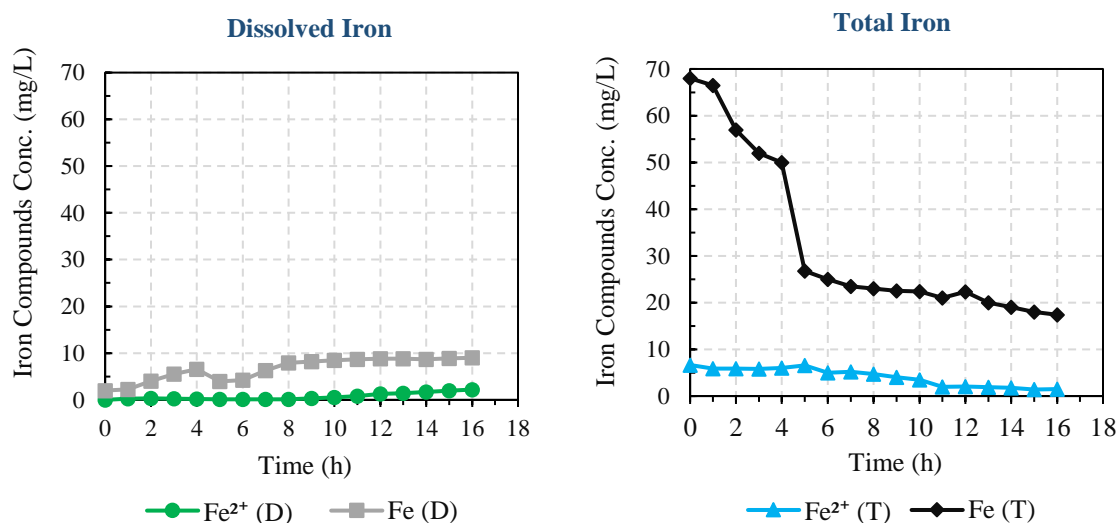 Dissolved Iron
Iron Compounds Conc. (mg/L)
70
60
50
40
30
20
10
0
0 2 4 6 8 10 12 14 16 18
Time (h)
Fe²⁺ (D) Fe (D)
Total Iron
Iron Compounds Conc. (mg/L)
70
60
50
40
30
20
10
0
0 2 4 6 8 10 12 14 16 18
Time (h)
Fe²⁺ (T) Fe (T)